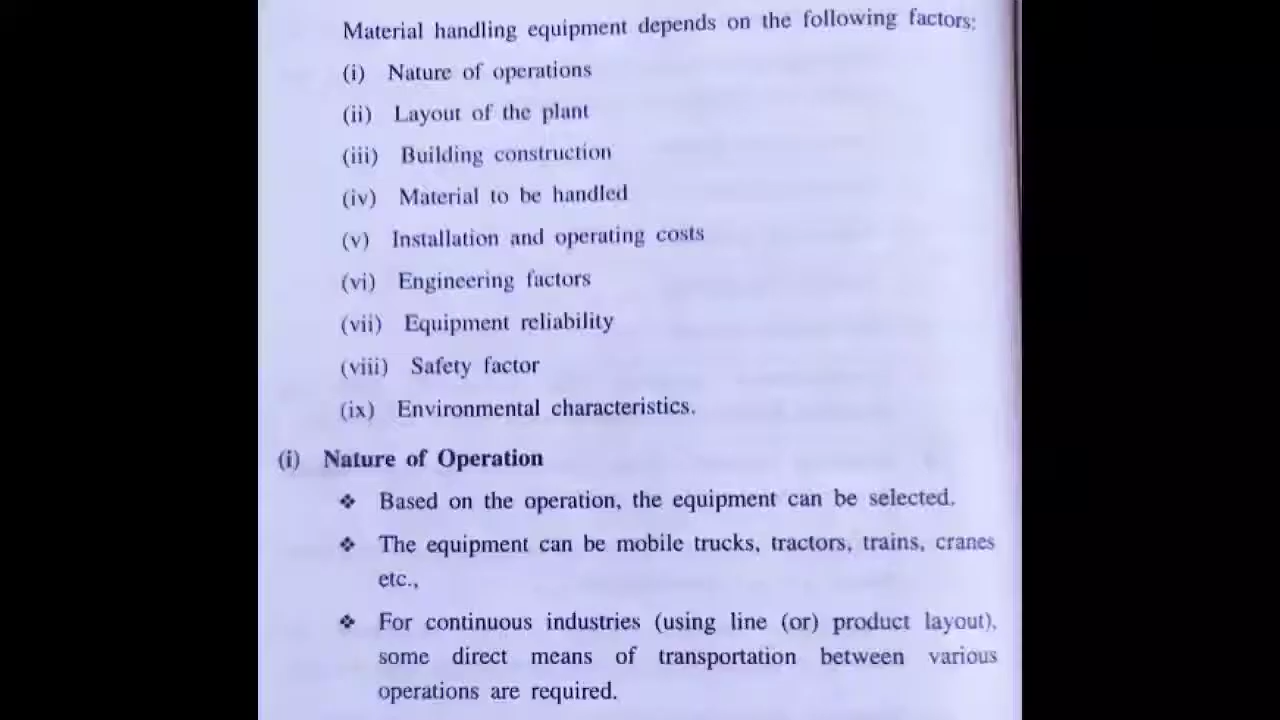 Material handling equipment depends on the following factors:
(i) Nature of operations
(ii) Layout of the plant
(iii) Building construction
(iv) Material to be handled
(v) Installation and operating costs
(vi) Engineering factors
(vii) Equipment reliability
(viii) Safety factor
(ix) Environmental characteristics.
(i) Nature of Operation
❖ Based on the operation, the equipment can be selected.
❖ The equipment can be mobile trucks, tractors, trains, cranes
etc.,
❖ For continuous industries (using line (or) product layout),
some direct means of transportation between various
operations are required.